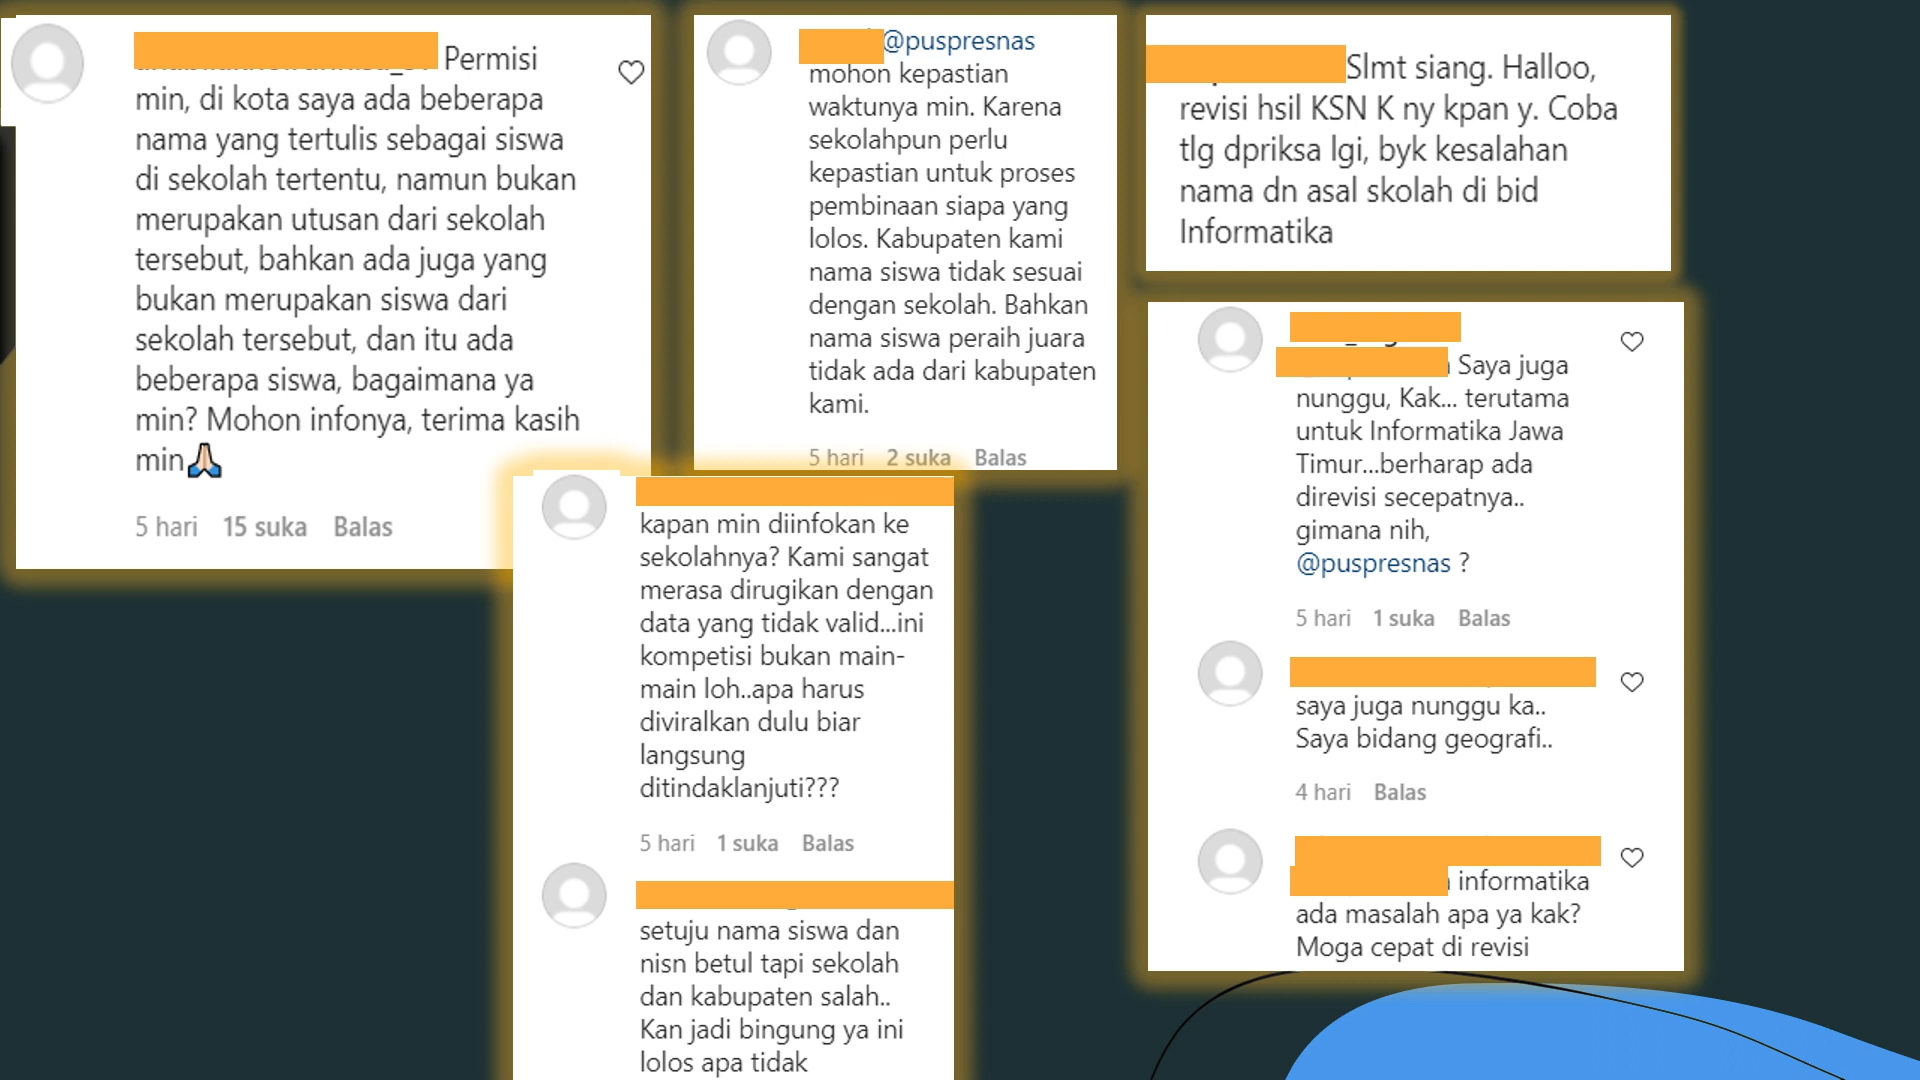 Permisi
min, di kota saya ada beberapa
nama yang tertulis sebagai siswa
di sekolah tertentu, namun bukan
merupakan utusan dari sekolah
tersebut, bahkan ada juga yang
bukan merupakan siswa dari
sekolah tersebut, dan itu ada
beberapa siswa, bagaimana ya
min? Mohon infonya, terima kasih
min🙏🏻
5 hari 15 suka Balas
@puspresnas
mohon kepastian
waktunya min. Karena
sekolahpun perlu
kepastian untuk proses
pembinaan siapa yang
lolos. Kabupaten kami
nama siswa tidak sesuai
dengan sekolah. Bahkan
nama siswa peraih juara
tidak ada dari kabupaten
kami.
5 hari 2 suka Balas
kapan min diinfokan ke
sekolahnya? Kami sangat
merasa dirugikan dengan
data yang tidak valid...ini
kompetisi bukan main-
main loh..apa harus
diviralkan dulu biar
langsung
ditindaklanjuti???
5 hari 1 suka Balas
setuju nama siswa dan
nisn betul tapi sekolah
dan kabupaten salah..
Kan jadi bingung ya ini
lolos apa tidak
Slmt siang. Halloo,
revisi hsil KSN K ny kpan y. Coba
tlg dpriksa lgi, byk kesalahan
nama dn asal skolah di bid
Informatika
Saya juga
nunggu, Kak... terutama
untuk Informatika Jawa
Timur...berharap ada
direvisi secepatnya..
gimana nih,
@puspresnas ?
5 hari 1 suka Balas
saya juga nunggu ka..
Saya bidang geografi..
4 hari Balas
informatika
ada masalah apa ya kak?
Moga cepat di revisi